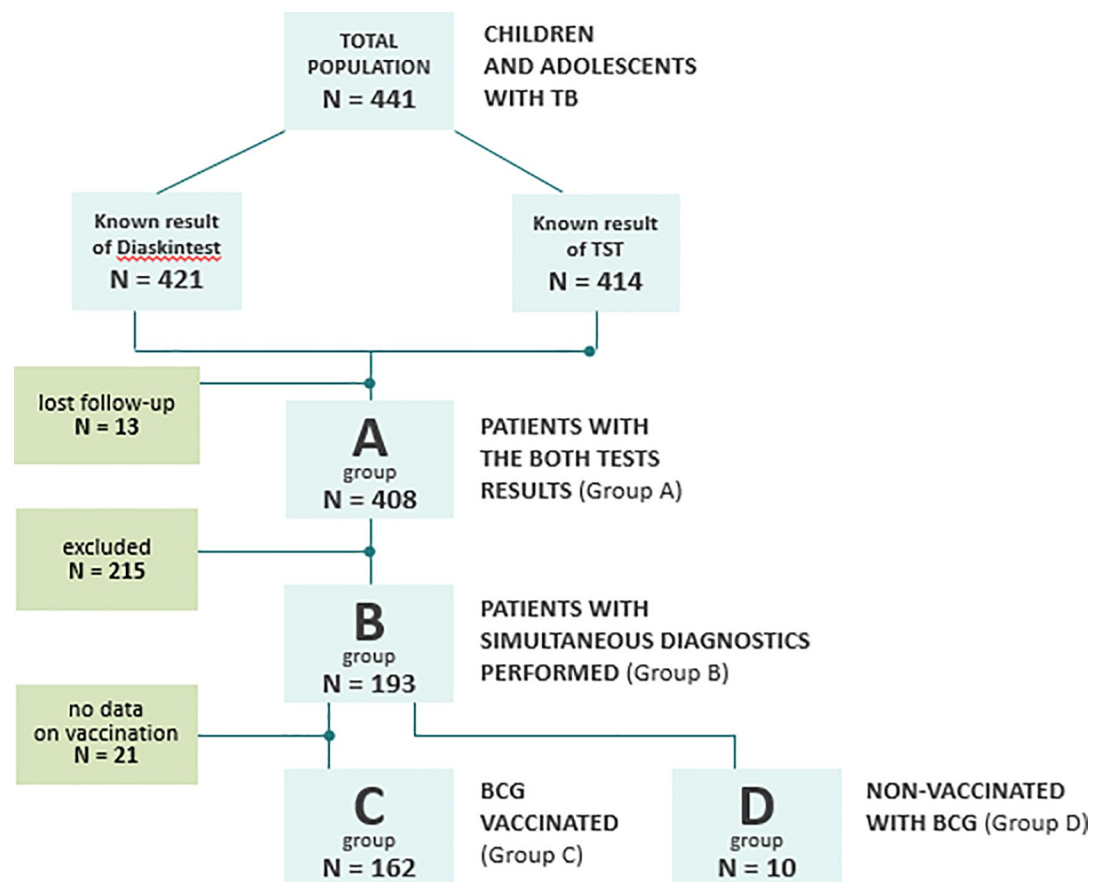 TOTAL
POPULATION
N = 441
CHILDREN
AND ADOLESCENTS
WITH TB
Known result
of Diaskintest
N = 421
Known result
of TST
N = 414
lost follow-up
N = 13
A
group
N = 408
PATIENTS WITH
THE BOTH TESTS
RESULTS (Group A)
excluded
N = 215
B
group
N = 193
PATIENTS WITH
SIMULTANEOUS DIAGNOSTICS
PERFORMED (Group B)
no data
on vaccination
N = 21
C
group
N = 162
BCG
VACCINATED
(Group C)
D
group
N = 10
NON-VACCINATED
WITH BCG (Group D)